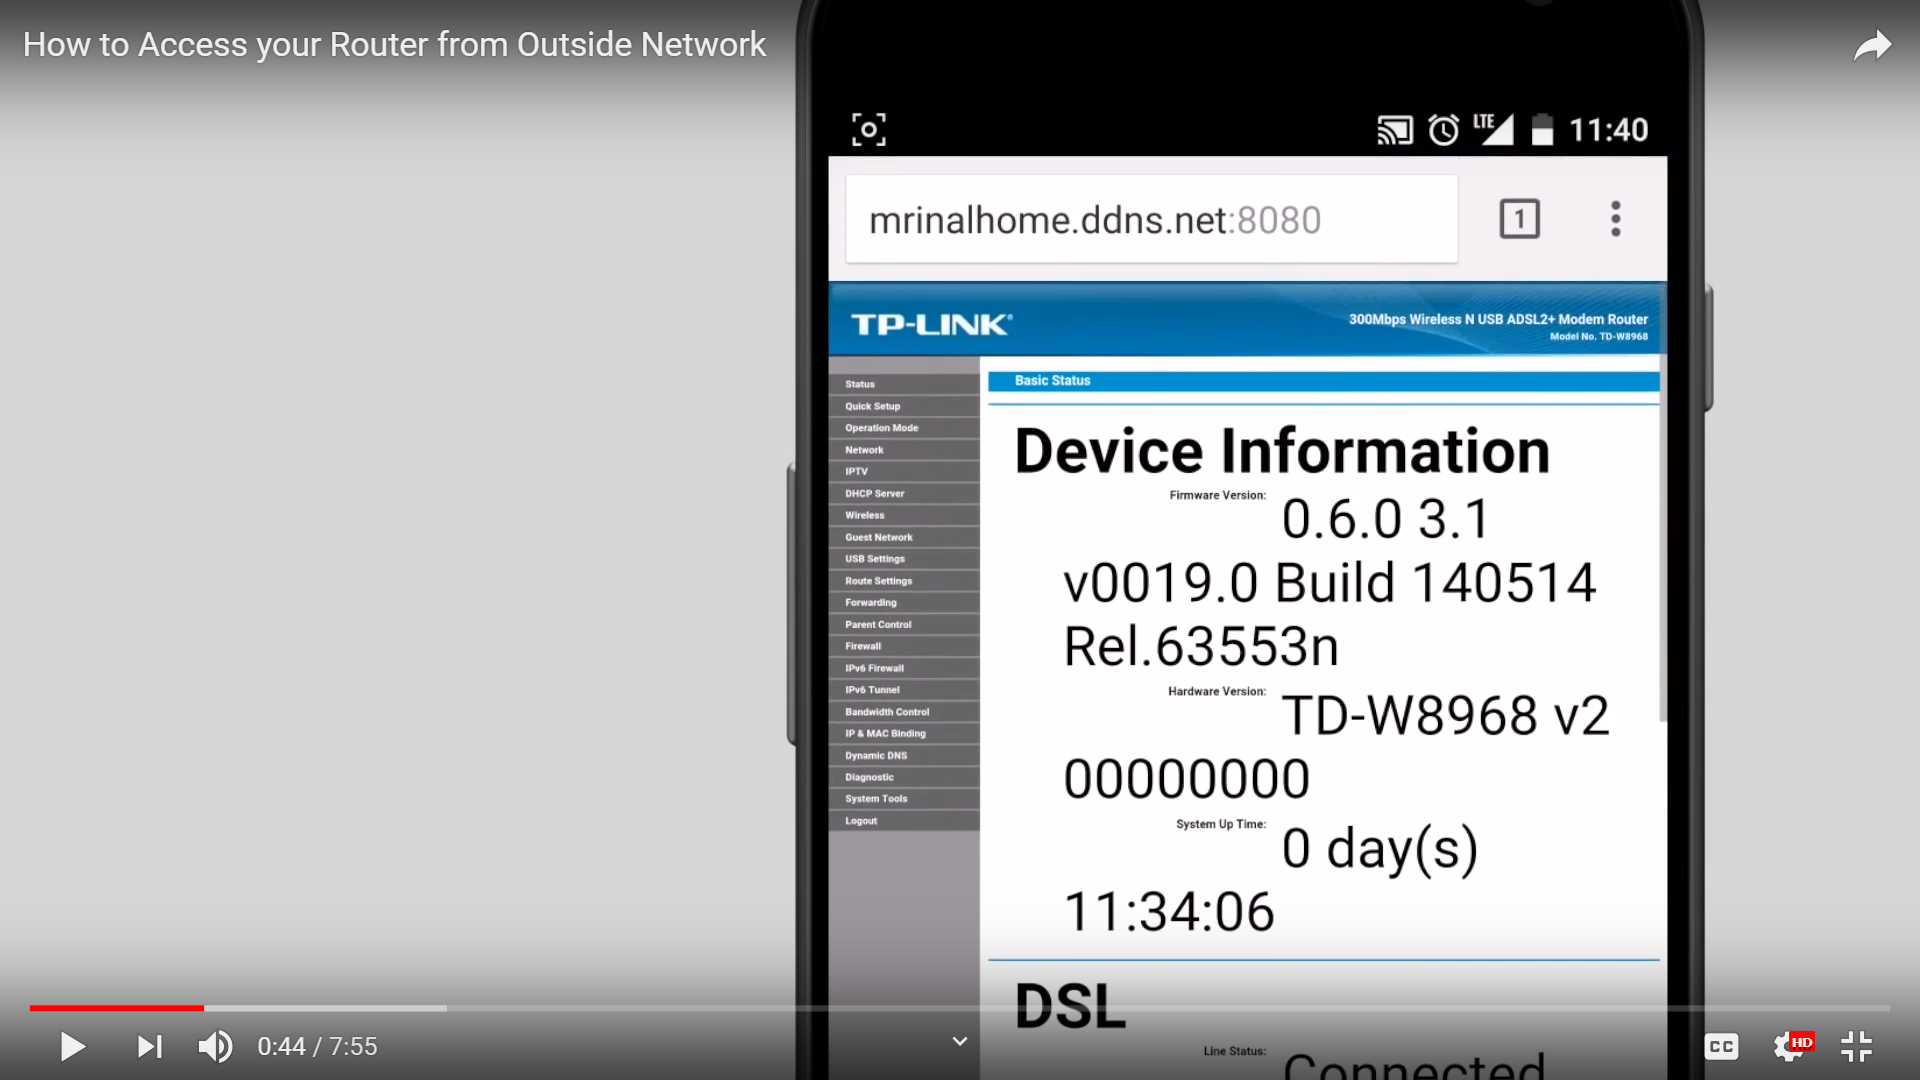 How to Access your Router from Outside Network
LTE 11:40
mrinalhome.ddns.net:8080
1
TP-LINK®
300Mbps Wireless N USB ADSL2+ Modem Router
Model No. TD-W8968
Status
Quick Setup
Operation Mode
Network
IPTV
DHCP Server
Wireless
Guest Network
USB Settings
Route Settings
Forwarding
Parent Control
Firewall
IPv6 Firewall
IPv6 Tunnel
Bandwidth Control
IP & MAC Binding
Dynamic DNS
Diagnostic
System Tools
Logout
Basic Status
Device Information
Firmware Version: 0.6.0 3.1
v0019.0 Build 140514
Rel.63553n
Hardware Version: TD-W8968 v2
00000000
System Up Time: 0 day(s)
11:34:06
DSL
Line Status: Connected
0:44 / 7:55
CC
HD